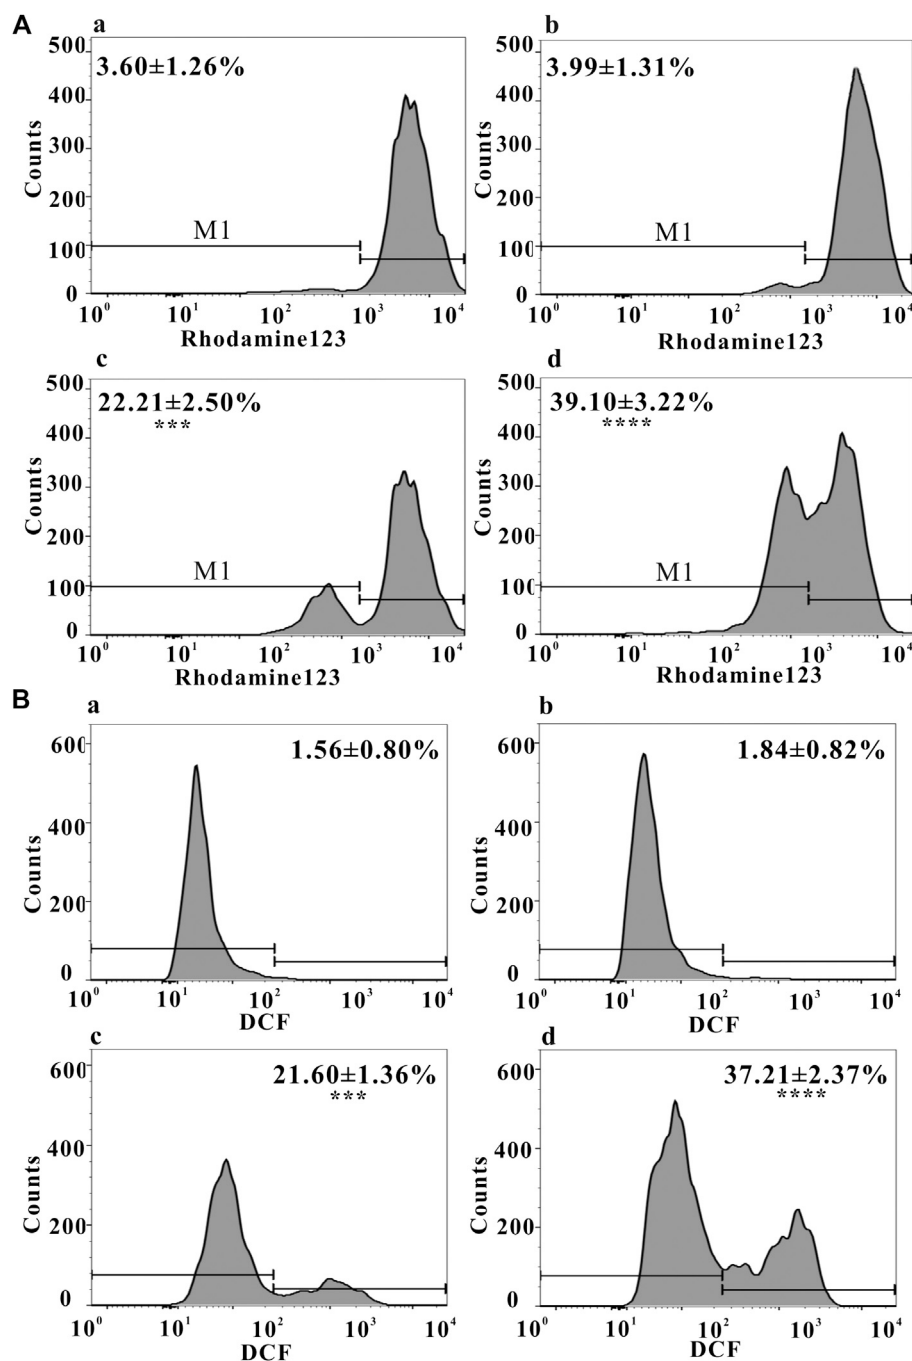 A
a
b
500
400
300
200
100
0
Counts
3.60±1.26%
M1
10⁰ 10¹ 10² 10³ 10⁴
Rhodamine123
500
400
300
200
100
0
Counts
3.99±1.31%
M1
10⁰ 10¹ 10² 10³ 10⁴
Rhodamine123
c
d
500
400
300
200
100
0
Counts
22.21±2.50%
***
M1
10⁰ 10¹ 10² 10³ 10⁴
Rhodamine123
500
400
300
200
100
0
Counts
39.10±3.22%
****
M1
10⁰ 10¹ 10² 10³ 10⁴
Rhodamine123
B
a
b
600
400
200
0
Counts
1.56±0.80%
10⁰ 10¹ 10² 10³ 10⁴
DCF
600
400
200
0
Counts
1.84±0.82%
10⁰ 10¹ 10² 10³ 10⁴
DCF
c
d
600
400
200
0
Counts
21.60±1.36%
***
10⁰ 10¹ 10² 10³ 10⁴
DCF
600
400
200
0
Counts
37.21±2.37%
****
10⁰ 10¹ 10² 10³ 10⁴
DCF